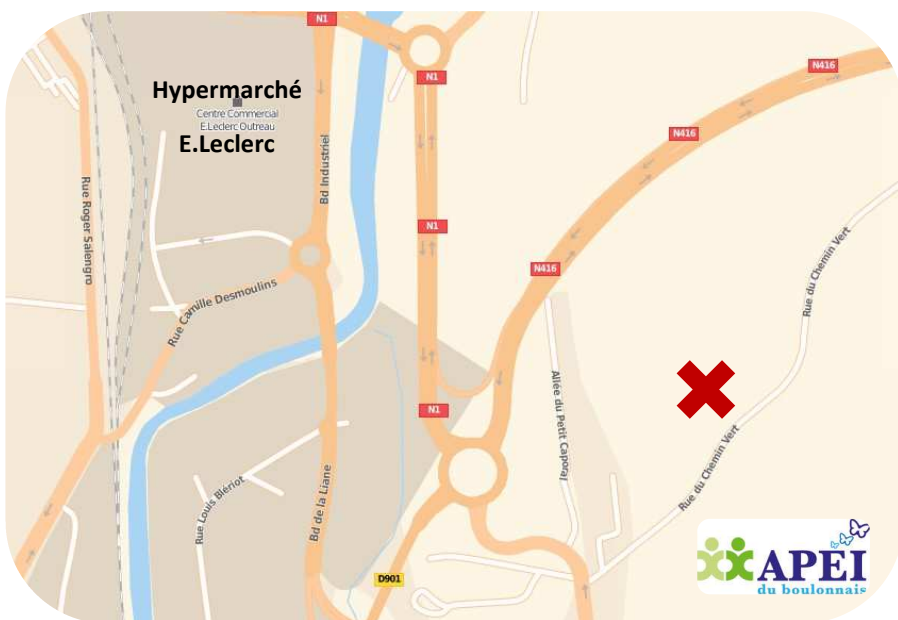 N1
N416
Hypermarché
Centre Commercial
E.Leclerc Outreau
E.Leclerc
N1
N416
Bd Industriel
Rue Roger Salengro
N1
Rue du Chemin Vert
N416
Rue Camille Desmoulins
Allée du Petit Caporal
N1
Rue du Chemin Vert
Rue Louis Blériot
Bd de la Liane
APEI
du boulonnais
D901